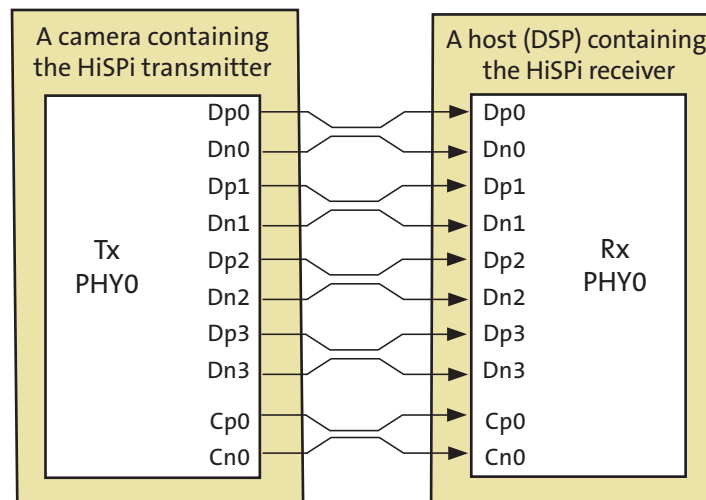 A camera containing
the HiSPi transmitter
Dp0
Dn0
Dp1
Dn1
Dp2
Dn2
Dp3
Dn3
Cp0
Cn0
Tx
PHY0
A host (DSP) containing
the HiSPi receiver
Dp0
Dn0
Dp1
Dn1
Dp2
Dn2
Dp3
Dn3
Cp0
Cn0
Rx
PHY0